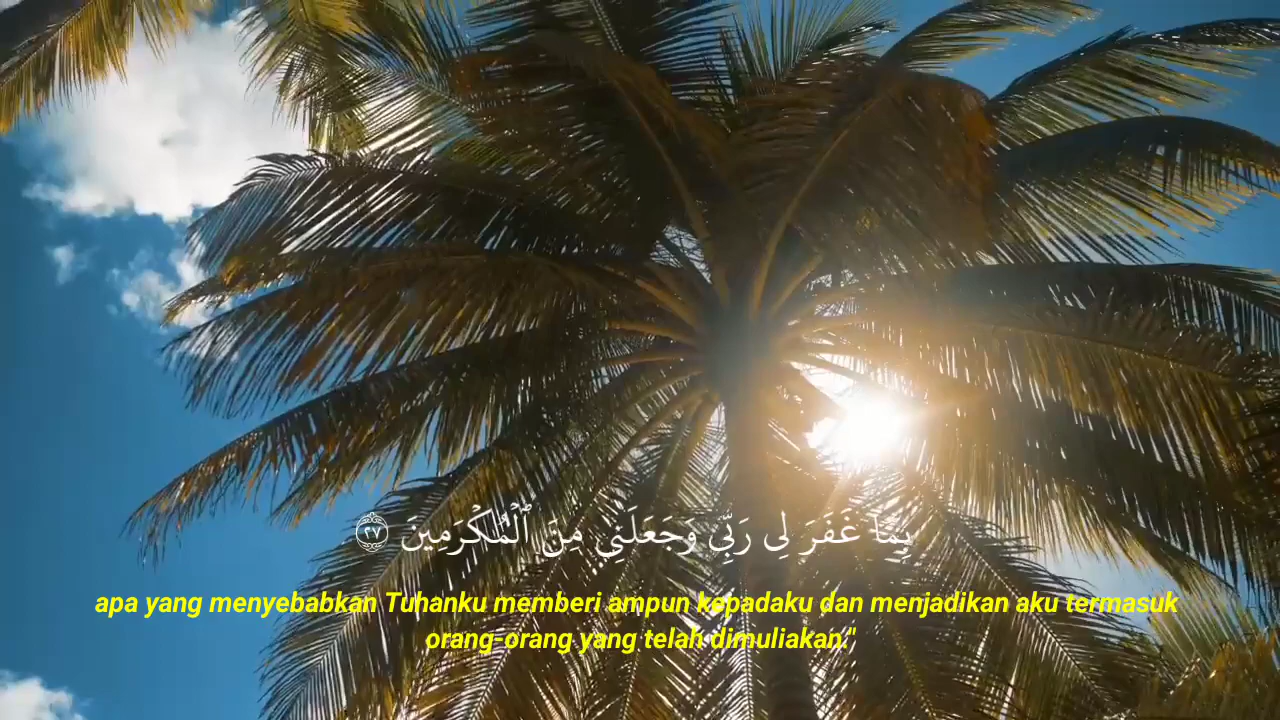 بِمَا غَفَرَ لِى رَبِّى وَجَعَلَنِى مِنَ ٱلْمُكْرَمِينَ ٢٧
apa yang menyebabkan Tuhanku memberi ampun kepadaku dan menjadikan aku termasuk
orang-orang yang telah dimuliakan."